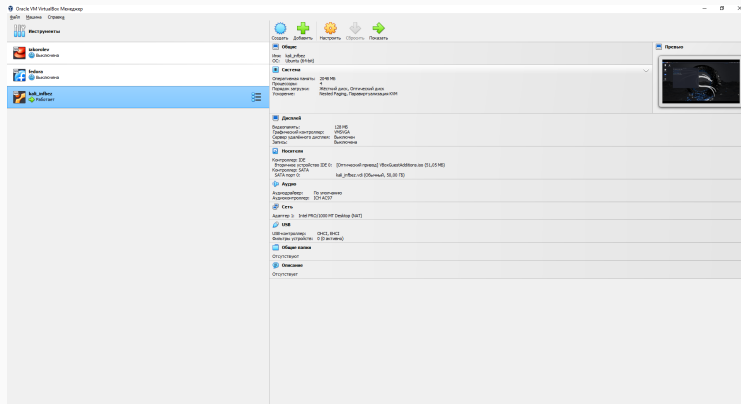 Oracle VM VirtualBox Менеджер
Файл Машина Справка
Инструменты
Создать Добавить Настроить Сбросить Показать
Выключена
fedora
Выключена
kali_infbez
Работает
Общие
Имя: kali_infbez
ОС: Ubuntu (64-bit)
Система
Оперативная память: 2048 МБ
Процессоры: 4
Порядок загрузки: Жёсткий диск, Оптический диск
Ускорение: Nested Paging, Паравиртуализация KVM
Превью
Дисплей
Видеопамять: 128 МБ
Графический контроллер: VMSVGA
Сервер удалённого дисплея: Выключен
Запись: Выключена
Носители
Контроллер: IDE
Вторичное устройство IDE 0: [Оптический привод] VBoxGuestAdditions.iso (51,05 МБ)
Контроллер: SATA
SATA порт 0: kali_infbez.vdi (Обычный, 50,00 ГБ)
Аудио
Аудиодрайвер: По умолчанию
Аудиоконтроллер: ICH AC97
Сеть
Адаптер 1: Intel PRO/1000 MT Desktop (NAT)
USB
USB-контроллер: OHCI, EHCI
Фильтры устройств: 0 (0 активно)
Общие папки
Отсутствуют
Описание
Отсутствует